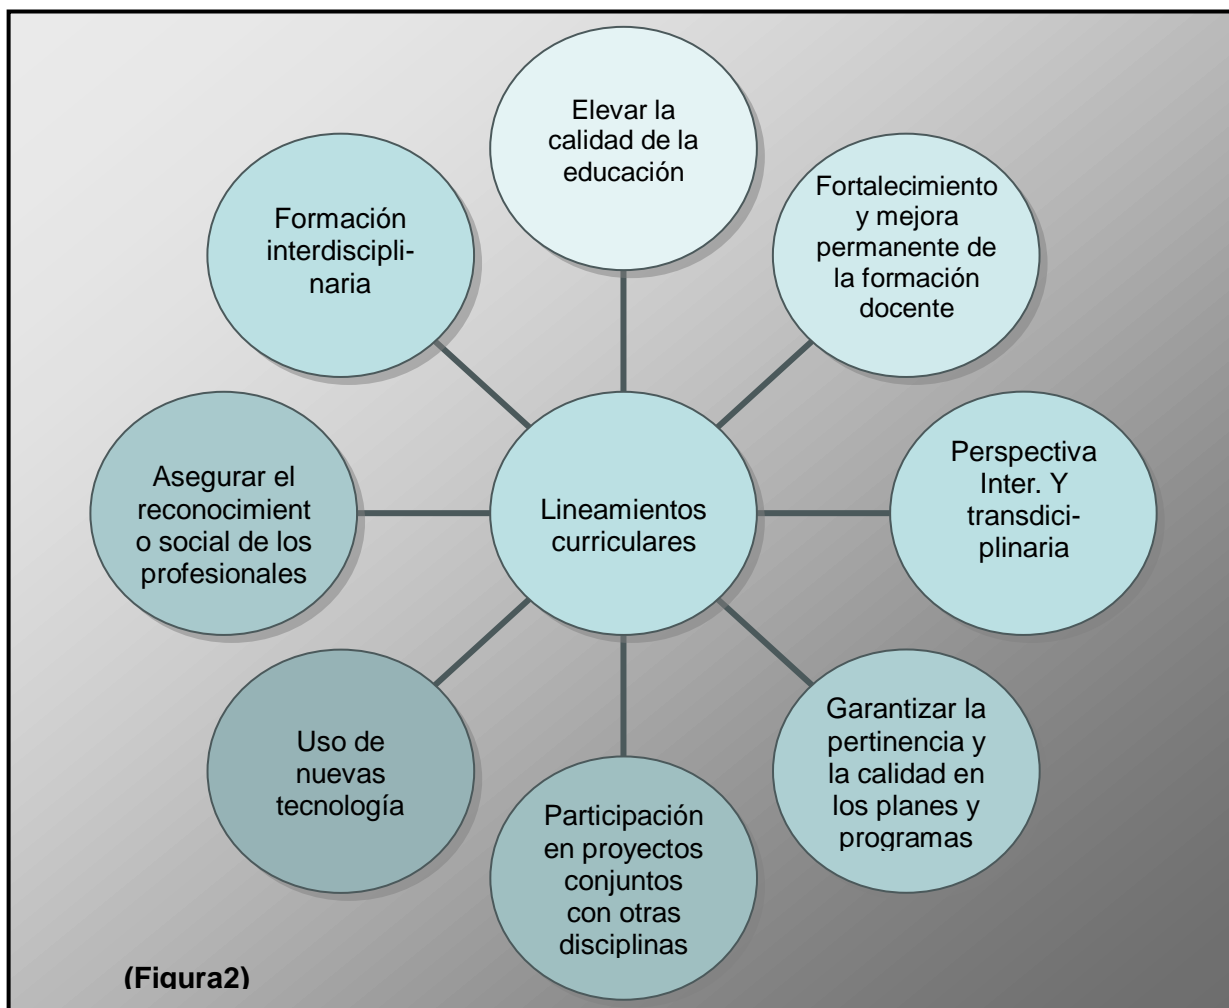 Elevar la
calidad de la
educación
Fortalecimiento
y mejora
permanente de
la formación
docente
Perspectiva
Inter. Y
transdici-
plinaria
Garantizar la
pertinencia y
la calidad en
los planes y
programas
Participación
en proyectos
conjuntos
con otras
disciplinas
Uso de
nuevas
tecnología
Asegurar el
reconocimient
o social de los
profesionales
Formación
interdiscipli-
naria
Lineamientos
curriculares
(Figura2)